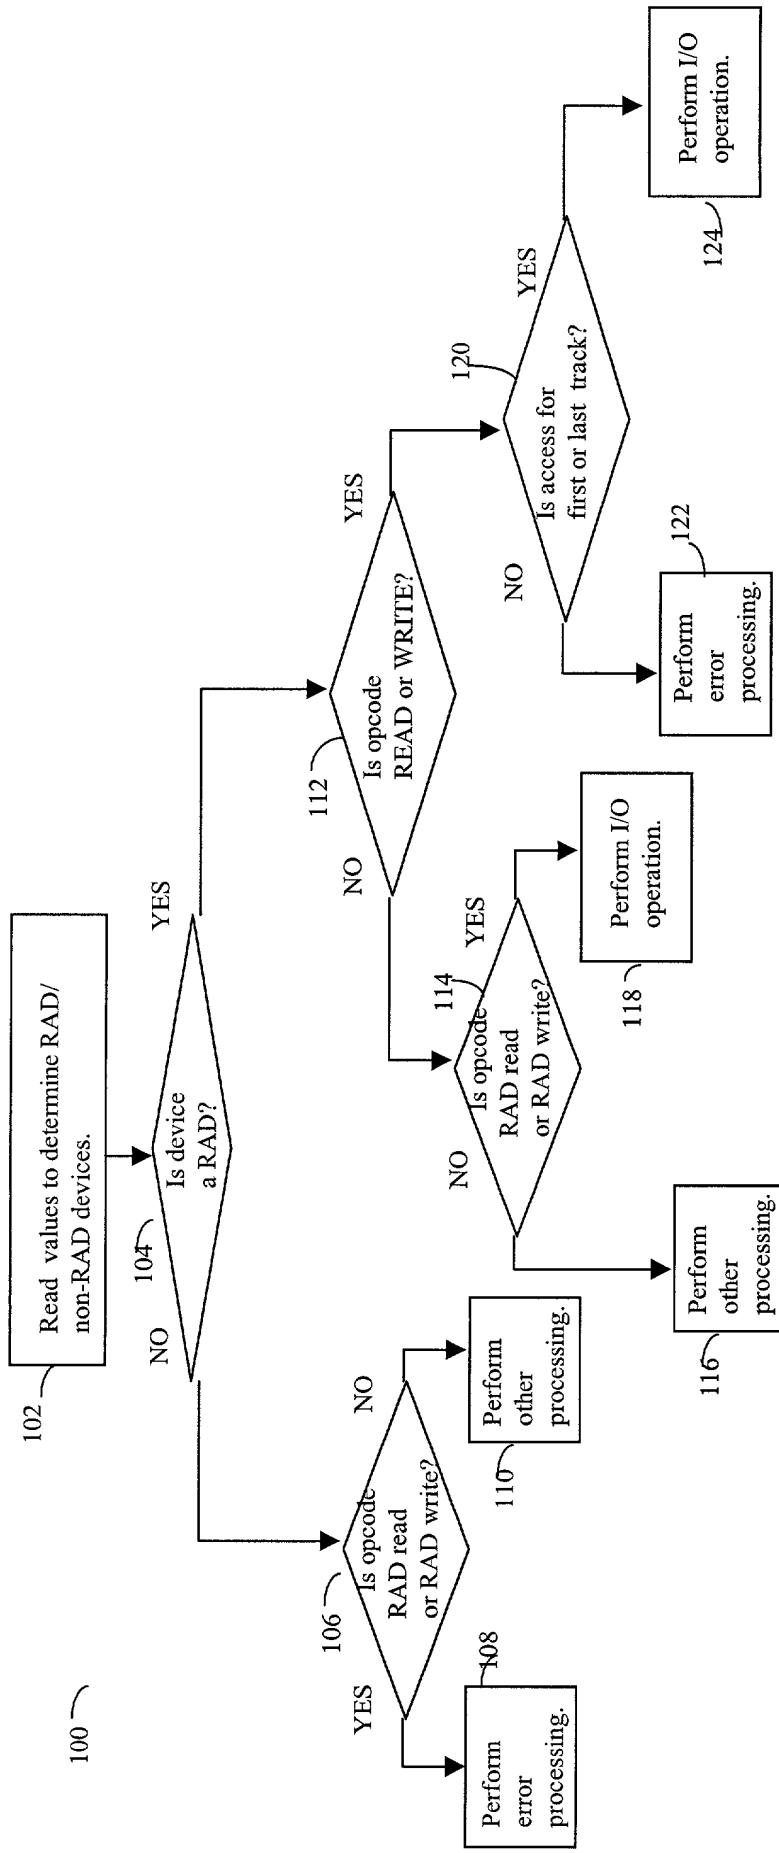 100
102
Read values to determine RAD/
non-RAD devices.
104
Is device
a RAD?
NO
YES
106
Is opcode
RAD read
or RAD write?
YES
NO
108
Perform
error
processing.
110
Perform
other
processing.
112
Is opcode
READ or WRITE?
NO
YES
114
Is opcode
RAD read
or RAD write?
NO
YES
116
Perform
other
processing.
118
Perform I/O
operation.
120
Is access for
first or last track?
NO
YES
122
Perform
error
processing.
124
Perform I/O
operation.